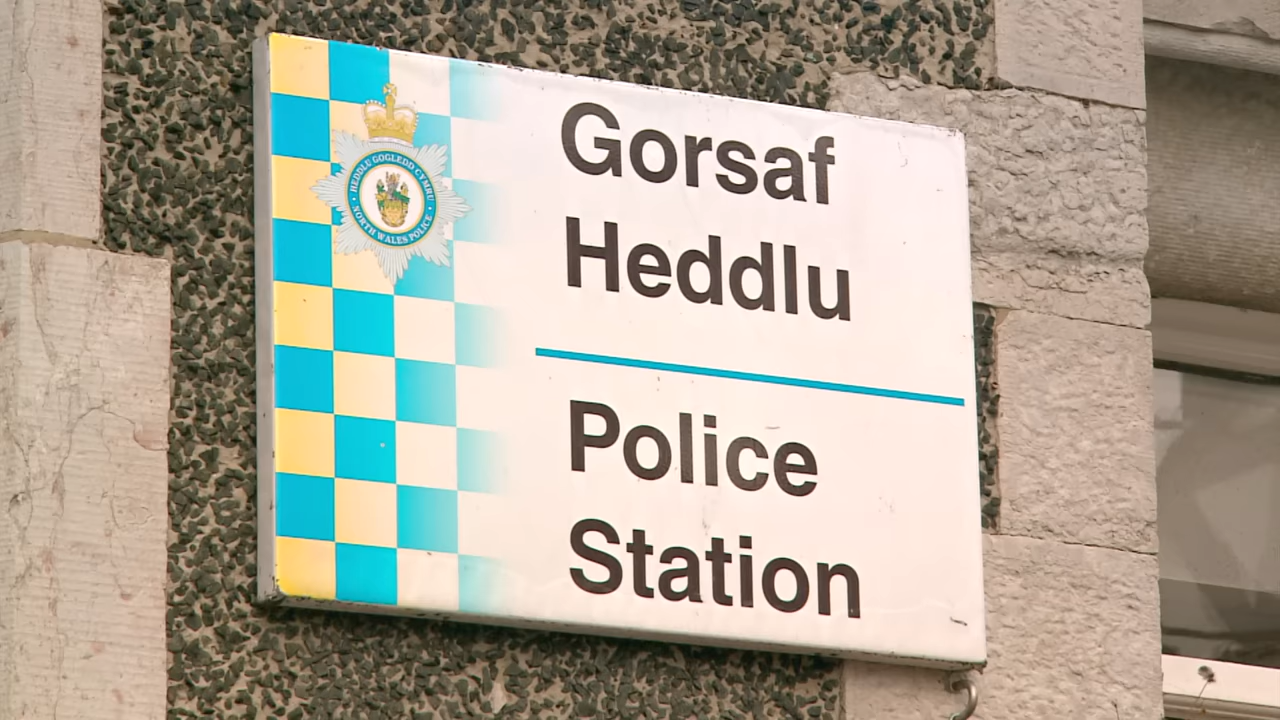 HEDDLU GOGLEDD CYMRU
NORTH WALES POLICE
Gorsaf
Heddlu
Police
Station